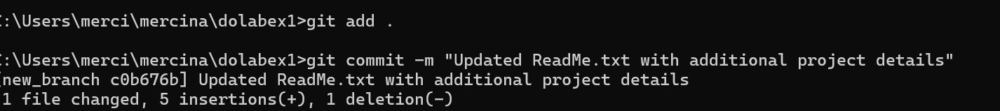 :\Users\merci\mercina\dolabex1>git add .
:\Users\merci\mercina\dolabex1>git commit -m "Updated ReadMe.txt with additional project details"
[new_branch c0b676b] Updated ReadMe.txt with additional project details
1 file changed, 5 insertions(+), 1 deletion(-)